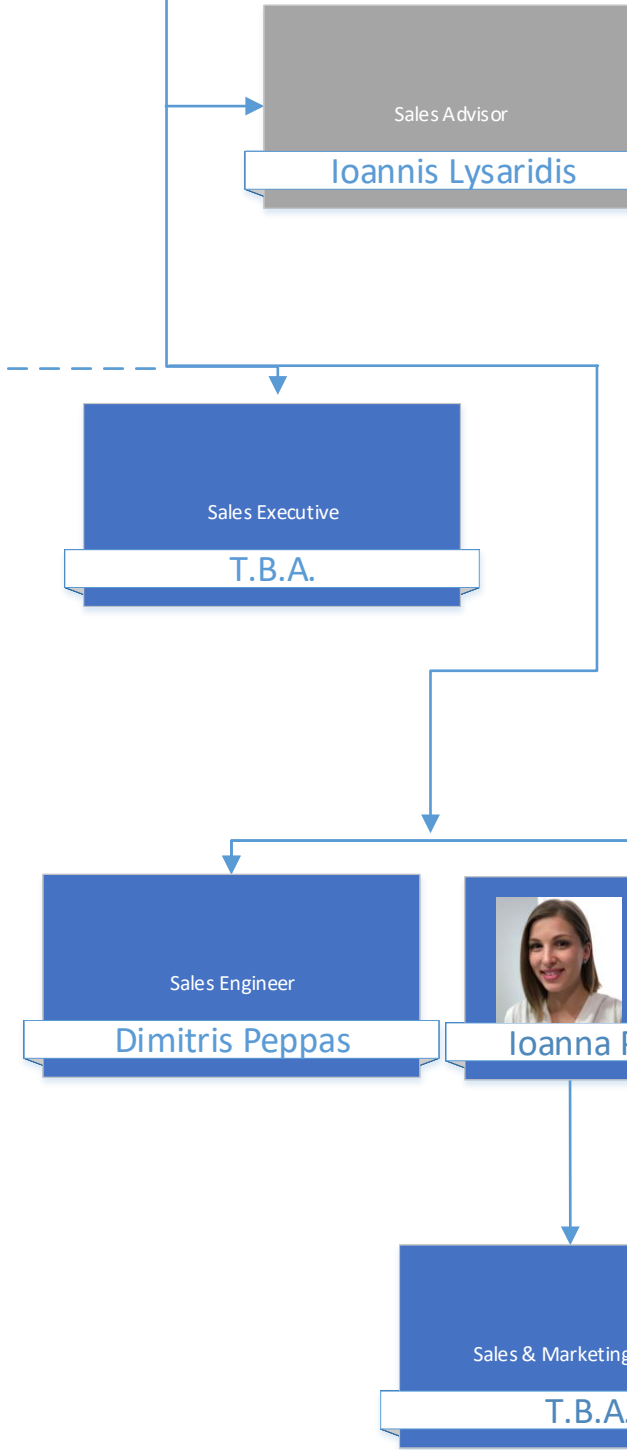 Sales Advisor
Ioannis Lysaridis
Sales Executive
T.B.A.
Sales Engineer
Dimitris Peppas
Ioanna
Sales & Marketing
T.B.A.